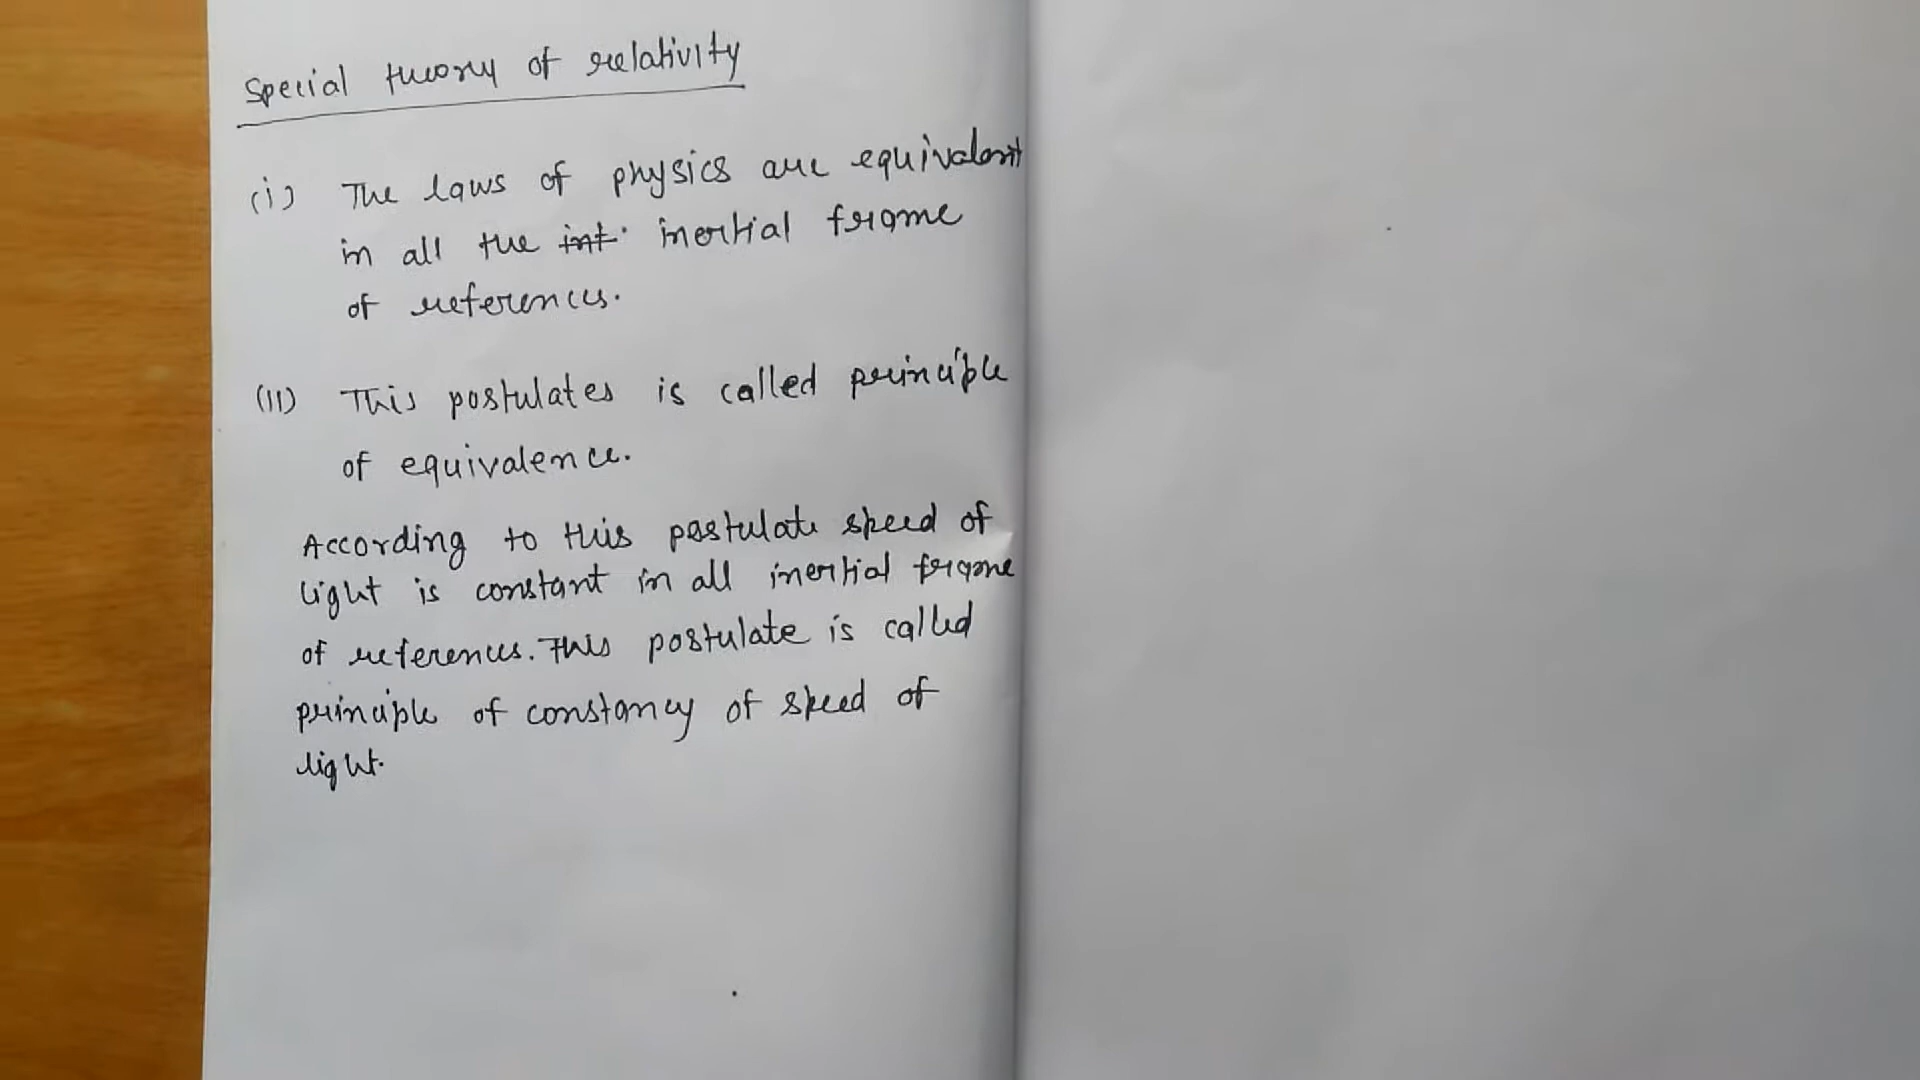 Special theory of relativity
(i) The laws of physics are equivalent
in all the int. inertial frame
of references.
(II) This postulates is called principle
of equivalence.
According to this postulate speed of
light is constant in all inertial frame
of references. This postulate is called
principle of constancy of speed of
light.